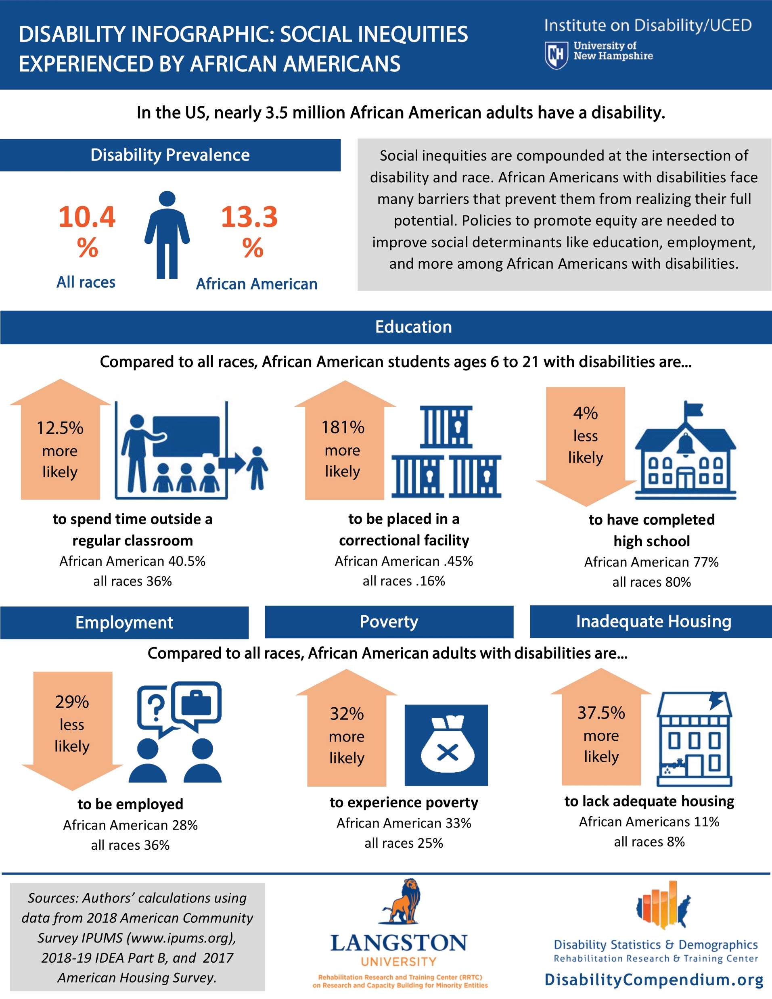 DISABILITY INFOGRAPHIC: SOCIAL INEQUITIES
EXPERIENCED BY AFRICAN AMERICANS
Institute on Disability/UCED
NH
University of
New Hampshire
In the US, nearly 3.5 million African American adults have a disability.
Disability Prevalence
10.4
%
All races
13.3
%
African American
Social inequities are compounded at the intersection of
disability and race. African Americans with disabilities face
many barriers that prevent them from realizing their full
potential. Policies to promote equity are needed to
improve social determinants like education, employment,
and more among African Americans with disabilities.
Education
Compared to all races, African American students ages 6 to 21 with disabilities are...
12.5%
more
likely
to spend time outside a
regular classroom
African American 40.5%
all races 36%
181%
more
likely
to be placed in a
correctional facility
African American .45%
all races .16%
4%
less
likely
to have completed
high school
African American 77%
all races 80%
Employment
Poverty
Inadequate Housing
Compared to all races, African American adults with disabilities are...
29%
less
likely
?
to be employed
African American 28%
all races 36%
32%
more
likely
to experience poverty
African American 33%
all races 25%
37.5%
more
likely
to lack adequate housing
African Americans 11%
all races 8%
Sources: Authors’ calculations using
data from 2018 American Community
Survey IPUMS (www.ipums.org),
2018-19 IDEA Part B, and 2017
American Housing Survey.
LANGSTON
UNIVERSITY
Rehabilitation Research and Training Center (RRTC)
on Research and Capacity Building for Minority Entities
Disability Statistics & Demographics
Rehabilitation Research & Training Center
DisabilityCompendium.org